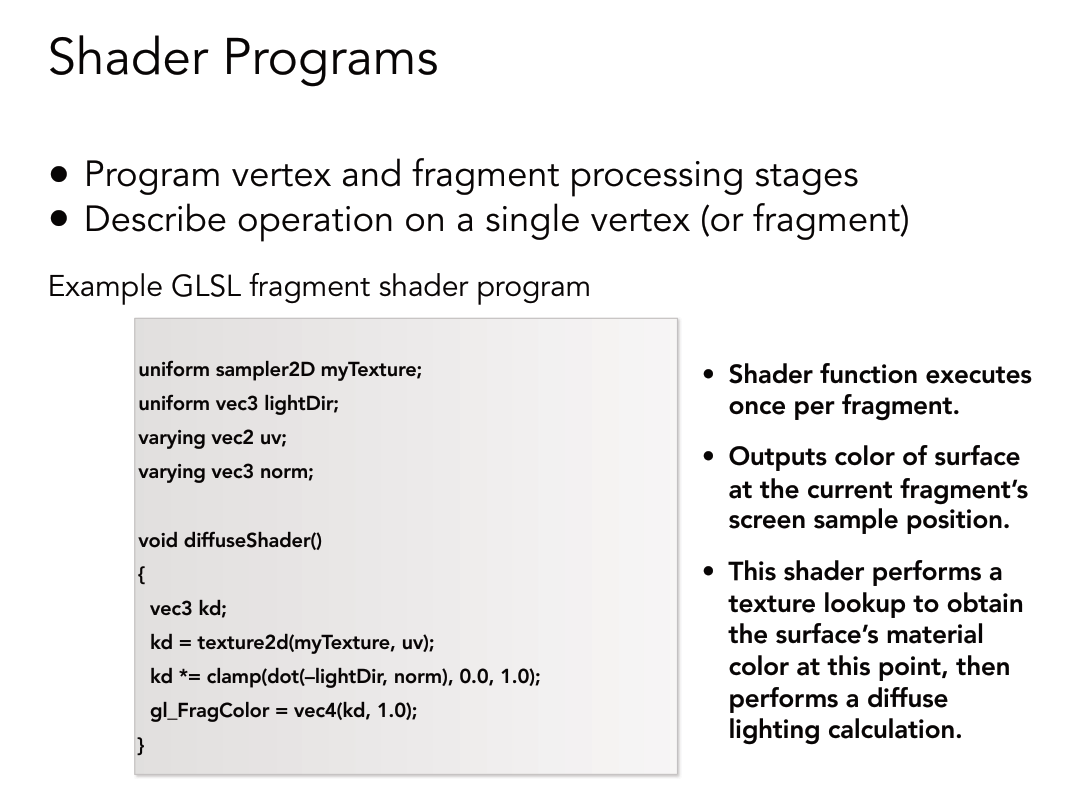 Shader Programs
• Program vertex and fragment processing stages
• Describe operation on a single vertex (or fragment)
Example GLSL fragment shader program
uniform sampler2D myTexture;
uniform vec3 lightDir;
varying vec2 uv;
varying vec3 norm;
void diffuseShader()
{
vec3 kd;
kd = texture2d(myTexture, uv);
kd *= clamp(dot(–lightDir, norm), 0.0, 1.0);
gl_FragColor = vec4(kd, 1.0);
}
• Shader function executes
once per fragment.
• Outputs color of surface
at the current fragment’s
screen sample position.
• This shader performs a
texture lookup to obtain
the surface’s material
color at this point, then
performs a diffuse
lighting calculation.